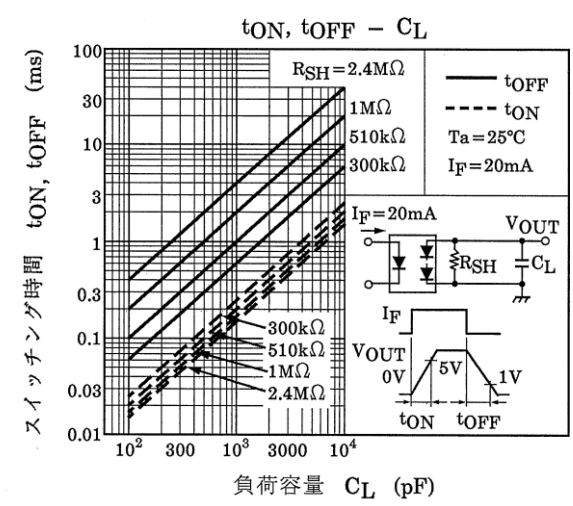 tON, tOFF – CL
スイッチング時間 tON, tOFF (ms)
100
30
10
3
1
0.3
0.1
0.03
0.01
RSH=2.4MΩ
1MΩ
510kΩ
300kΩ
300kΩ
510kΩ
1MΩ
2.4MΩ
10² 300 10³ 3000 10⁴
負荷容量 CL (pF)
tOFF
tON
Ta=25℃
IF=20mA
IF=20mA
VOUT
RSH
CL
IF
VOUT
0V
5V
1V
tON
tOFF